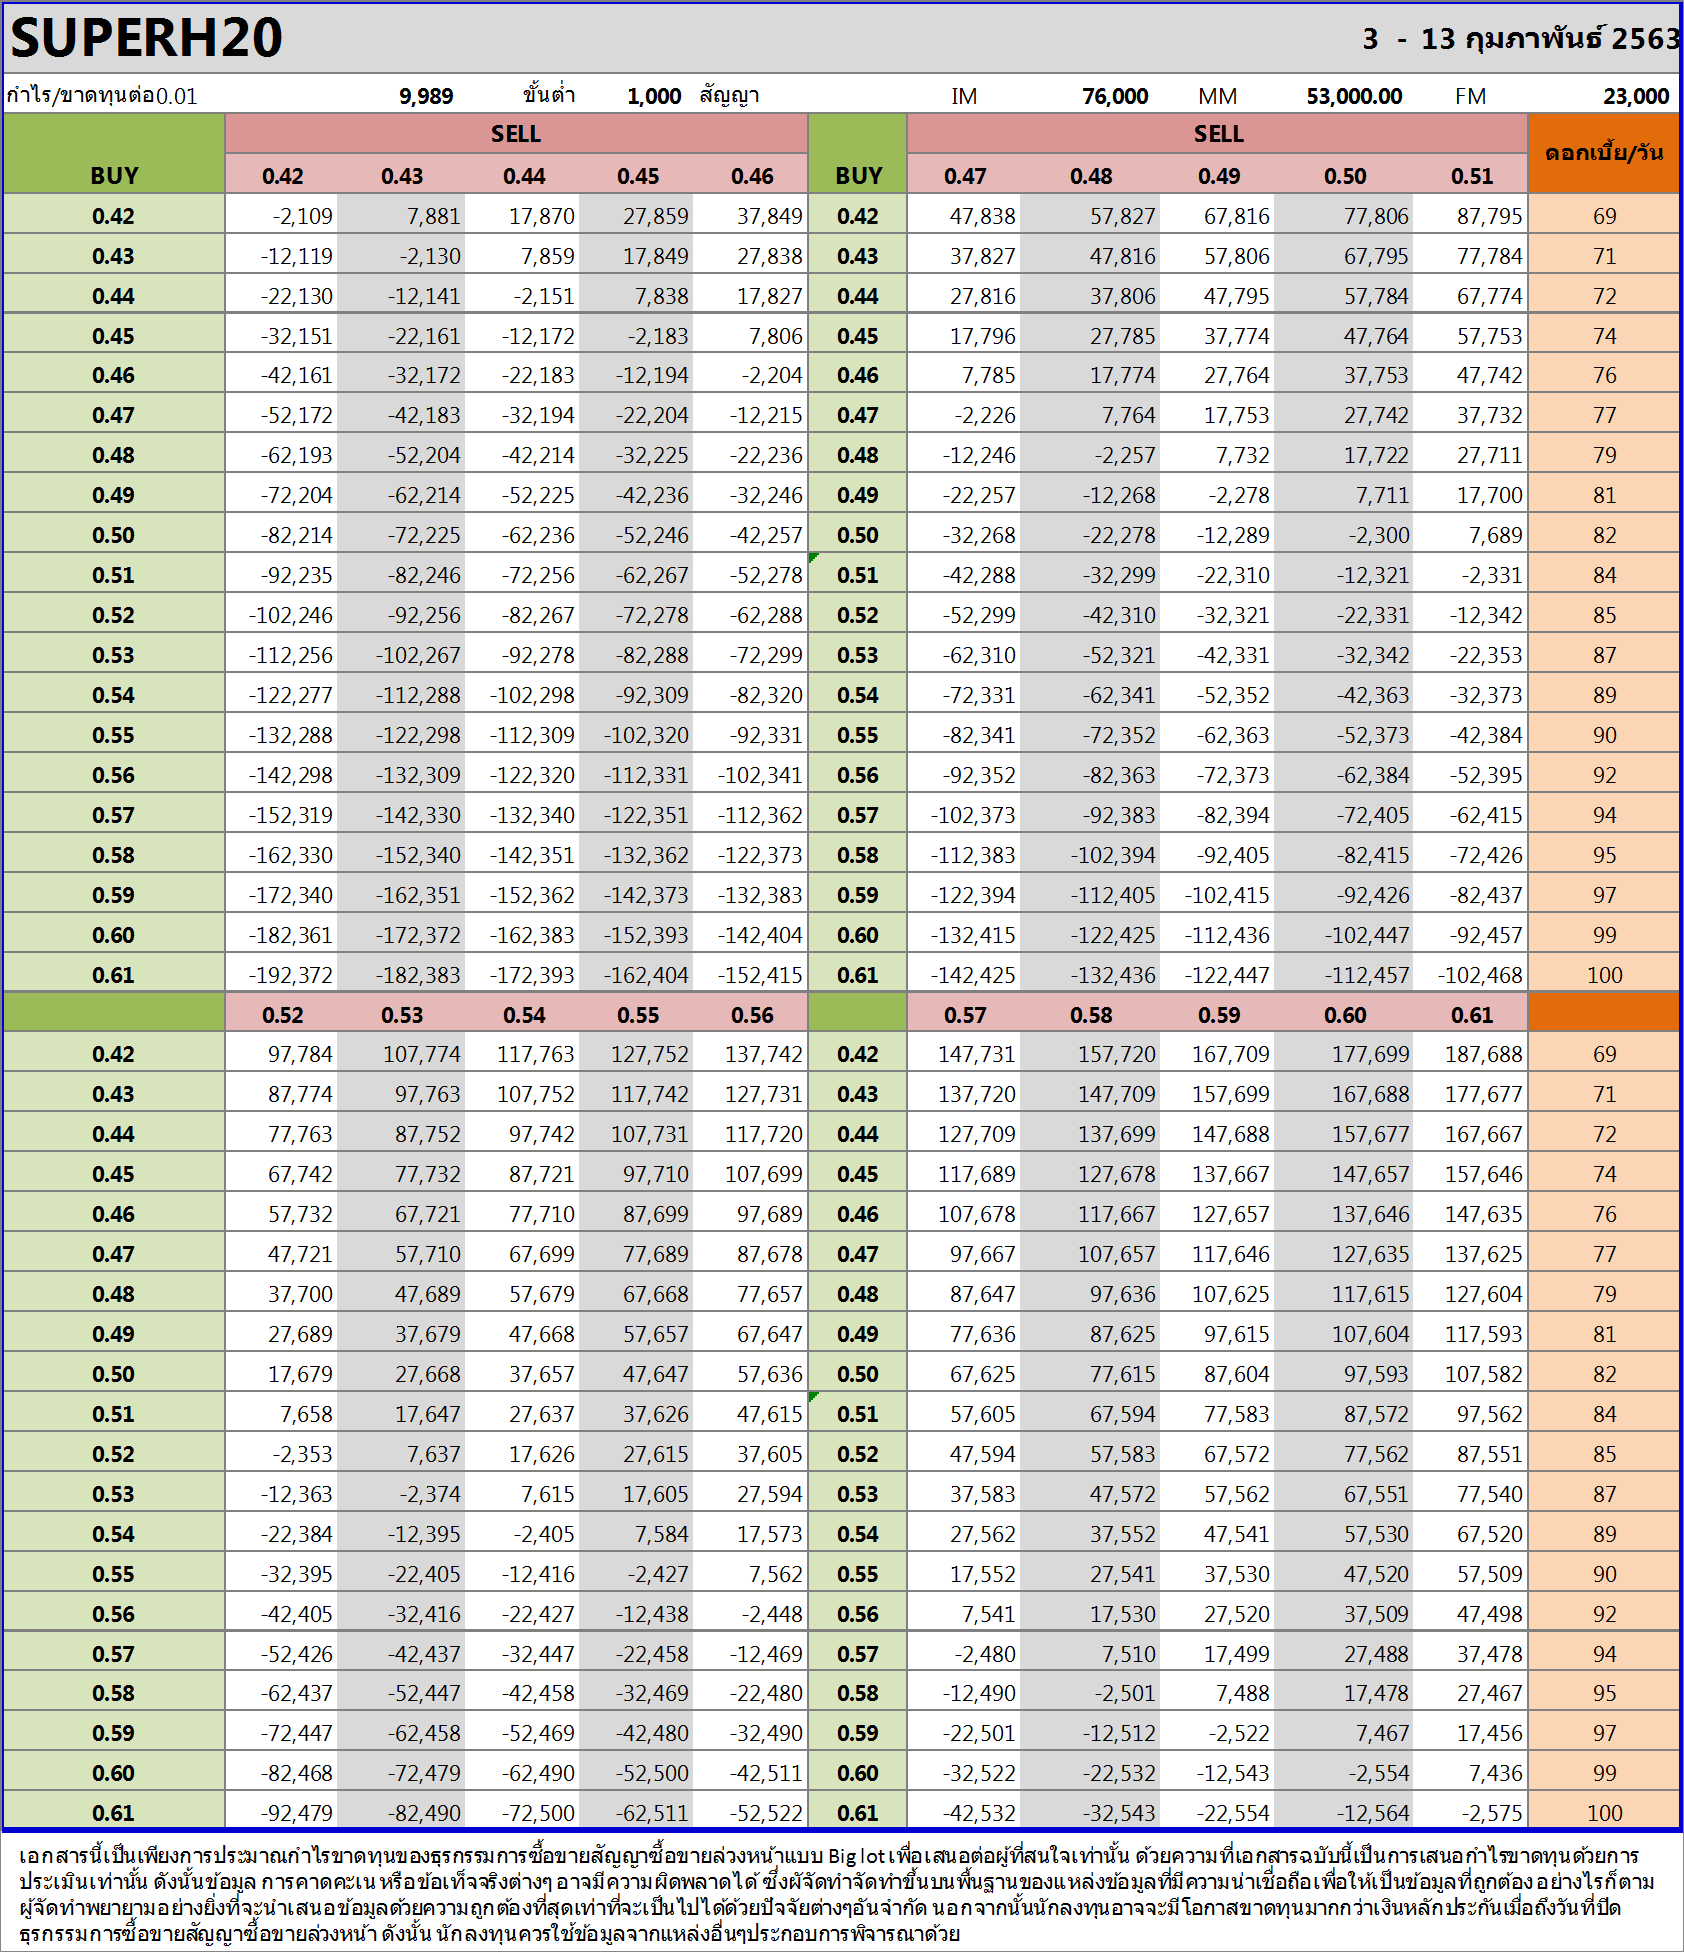 SUPERH20 3 - 13 กุมภาพันธ์ 2563
กำไร/ขาดทุนต่อ0.01 9,989 ขั้นต่ำ 1,000 สัญญา IM 76,000 MM 53,000.00 FM 23,000
SELL SELL
BUY 0.42 0.43 0.44 0.45 0.46 BUY 0.47 0.48 0.49 0.50 0.51 ดอกเบี้ย/วัน
0.42 -2,109 7,881 17,870 27,859 37,849 0.42 47,838 57,827 67,816 77,806 87,795 69
0.43 -12,119 -2,130 7,859 17,849 27,838 0.43 37,827 47,816 57,806 67,795 77,784 71
0.44 -22,130 -12,141 -2,151 7,838 17,827 0.44 27,816 37,806 47,795 57,784 67,774 72
0.45 -32,151 -22,161 -12,172 -2,183 7,806 0.45 17,796 27,785 37,774 47,764 57,753 74
0.46 -42,161 -32,172 -22,183 -12,194 -2,204 0.46 7,785 17,774 27,764 37,753 47,742 76
0.47 -52,172 -42,183 -32,194 -22,204 -12,215 0.47 -2,226 7,764 17,753 27,742 37,732 77
0.48 -62,193 -52,204 -42,214 -32,225 -22,236 0.48 -12,246 -2,257 7,732 17,722 27,711 79
0.49 -72,204 -62,214 -52,225 -42,236 -32,246 0.49 -22,257 -12,268 -2,278 7,711 17,700 81
0.50 -82,214 -72,225 -62,236 -52,246 -42,257 0.50 -32,268 -22,278 -12,289 -2,300 7,689 82
0.51 -92,235 -82,246 -72,256 -62,267 -52,278 0.51 -42,288 -32,299 -22,310 -12,321 -2,331 84
0.52 -102,246 -92,256 -82,267 -72,278 -62,288 0.52 -52,299 -42,310 -32,321 -22,331 -12,342 85
0.53 -112,256 -102,267 -92,278 -82,288 -72,299 0.53 -62,310 -52,321 -42,331 -32,342 -22,353 87
0.54 -122,277 -112,288 -102,298 -92,309 -82,320 0.54 -72,331 -62,341 -52,352 -42,363 -32,373 89
0.55 -132,288 -122,298 -112,309 -102,320 -92,331 0.55 -82,341 -72,352 -62,363 -52,373 -42,384 90
0.56 -142,298 -132,309 -122,320 -112,331 -102,341 0.56 -92,352 -82,363 -72,373 -62,384 -52,395 92
0.57 -152,319 -142,330 -132,340 -122,351 -112,362 0.57 -102,373 -92,383 -82,394 -72,405 -62,415 94
0.58 -162,330 -152,340 -142,351 -132,362 -122,373 0.58 -112,383 -102,394 -92,405 -82,415 -72,426 95
0.59 -172,340 -162,351 -152,362 -142,373 -132,383 0.59 -122,394 -112,405 -102,415 -92,426 -82,437 97
0.60 -182,361 -172,372 -162,383 -152,393 -142,404 0.60 -132,415 -122,425 -112,436 -102,447 -92,457 99
0.61 -192,372 -182,383 -172,393 -162,404 -152,415 0.61 -142,425 -132,436 -122,447 -112,457 -102,468 100
0.52 0.53 0.54 0.55 0.56 0.57 0.58 0.59 0.60 0.61
0.42 97,784 107,774 117,763 127,752 137,742 0.42 147,731 157,720 167,709 177,699 187,688 69
0.43 87,774 97,763 107,752 117,742 127,731 0.43 137,720 147,709 157,699 167,688 177,677 71
0.44 77,763 87,752 97,742 107,731 117,720 0.44 127,709 137,699 147,688 157,677 167,667 72
0.45 67,742 77,732 87,721 97,710 107,699 0.45 117,689 127,678 137,667 147,657 157,646 74
0.46 57,732 67,721 77,710 87,699 97,689 0.46 107,678 117,667 127,657 137,646 147,635 76
0.47 47,721 57,710 67,699 77,689 87,678 0.47 97,667 107,657 117,646 127,635 137,625 77
0.48 37,700 47,689 57,679 67,668 77,657 0.48 87,647 97,636 107,625 117,615 127,604 79
0.49 27,689 37,679 47,668 57,657 67,647 0.49 77,636 87,625 97,615 107,604 117,593 81
0.50 17,679 27,668 37,657 47,647 57,636 0.50 67,625 77,615 87,604 97,593 107,582 82
0.51 7,658 17,647 27,637 37,626 47,615 0.51 57,605 67,594 77,583 87,572 97,562 84
0.52 -2,353 7,637 17,626 27,615 37,605 0.52 47,594 57,583 67,572 77,562 87,551 85
0.53 -12,363 -2,374 7,615 17,605 27,594 0.53 37,583 47,572 57,562 67,551 77,540 87
0.54 -22,384 -12,395 -2,405 7,584 17,573 0.54 27,562 37,552 47,541 57,530 67,520 89
0.55 -32,395 -22,405 -12,416 -2,427 7,562 0.55 17,552 27,541 37,530 47,520 57,509 90
0.56 -42,405 -32,416 -22,427 -12,438 -2,448 0.56 7,541 17,530 27,520 37,509 47,498 92
0.57 -52,426 -42,437 -32,447 -22,458 -12,469 0.57 -2,480 7,510 17,499 27,488 37,478 94
0.58 -62,437 -52,447 -42,458 -32,469 -22,480 0.58 -12,490 -2,501 7,488 17,478 27,467 95
0.59 -72,447 -62,458 -52,469 -42,480 -32,490 0.59 -22,501 -12,512 -2,522 7,467 17,456 97
0.60 -82,468 -72,479 -62,490 -52,500 -42,511 0.60 -32,522 -22,532 -12,543 -2,554 7,436 99
0.61 -92,479 -82,490 -72,500 -62,511 -52,522 0.61 -42,532 -32,543 -22,554 -12,564 -2,575 100
เอกสารนี้เป็นเพียงการประมาณกำไรขาดทุนของธุรกรรมการซื้อขายสัญญาซื้อขายล่วงหน้าแบบ Big lot เพื่อเสนอต่อผู้ที่สนใจเท่านั้น ด้วยความที่เอกสารฉบับนี้เป็นการเสนอกำไรขาดทุนด้วยการ
ประเมินเท่านั้น ดังนั้นข้อมูล การคาดคะเน หรือข้อเท็จจริงต่างๆ อาจมีความผิดพลาดได้ ซึ่งผู้จัดทำจัดทำขึ้นบนพื้นฐานของแหล่งข้อมูลที่มีความน่าเชื่อถือเพื่อให้เป็นข้อมูลที่ถูกต้อง อย่างไรก็ตาม
ผู้จัดทำพยายามอย่างยิ่งที่จะนำเสนอข้อมูลด้วยความถูกต้องที่สุดเท่าที่จะเป็นไปได้ด้วยปัจจัยต่างๆอันจำกัด นอกจากนั้นนักลงทุนอาจจะมีโอกาสขาดทุนมากกว่าเงินหลักประกันเมื่อถึงวันที่ปิด
ธุรกรรมการซื้อขายสัญญาซื้อขายล่วงหน้า ดังนั้น นักลงทุนควรใช้ข้อมูลจากแหล่งอื่นๆประกอบการพิจารณาด้วย